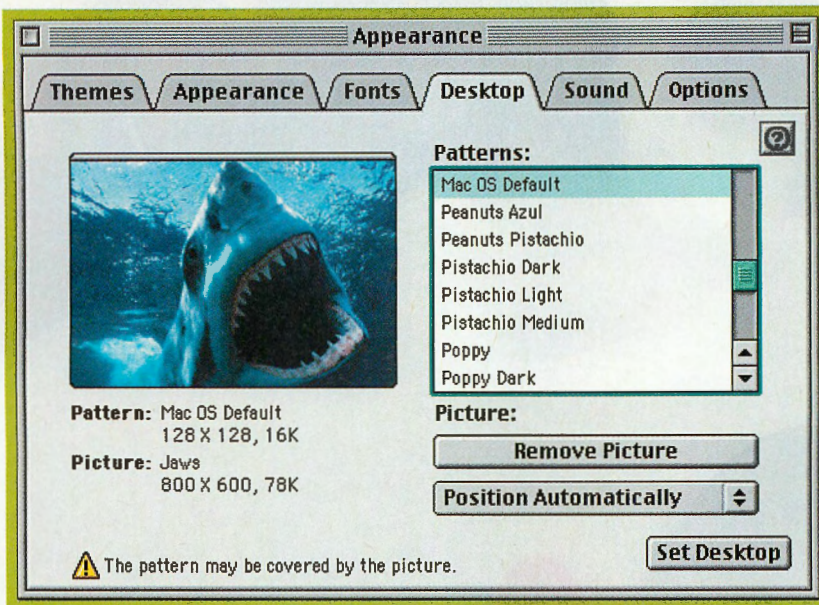 Appearance
Themes Appearance Fonts Desktop Sound Options
Patterns:
Mac OS Default
Peanuts Azul
Peanuts Pistachio
Pistachio Dark
Pistachio Light
Pistachio Medium
Poppy
Poppy Dark
Pattern: Mac OS Default
128 X 128, 16K
Picture: Jaws
800 X 600, 78K
Picture:
Remove Picture
Position Automatically
Set Desktop
The pattern may be covered by the picture.